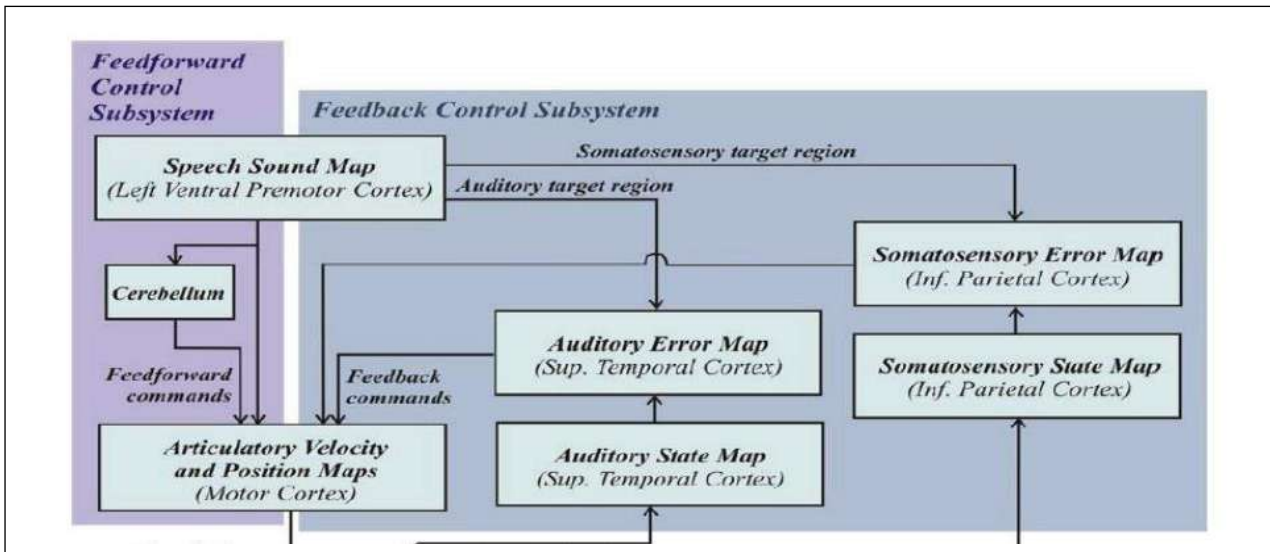 Feedforward
Control
Subsystem
Feedback Control Subsystem
Speech Sound Map
(Left Ventral Premotor Cortex)
Somatosensory target region
Auditory target region
Cerebellum
Somatosensory Error Map
(Inf. Parietal Cortex)
Auditory Error Map
(Sup. Temporal Cortex)
Somatosensory State Map
(Inf. Parietal Cortex)
Feedforward
commands
Feedback
commands
Articulatory Velocity
and Position Maps
(Motor Cortex)
Auditory State Map
(Sup. Temporal Cortex)